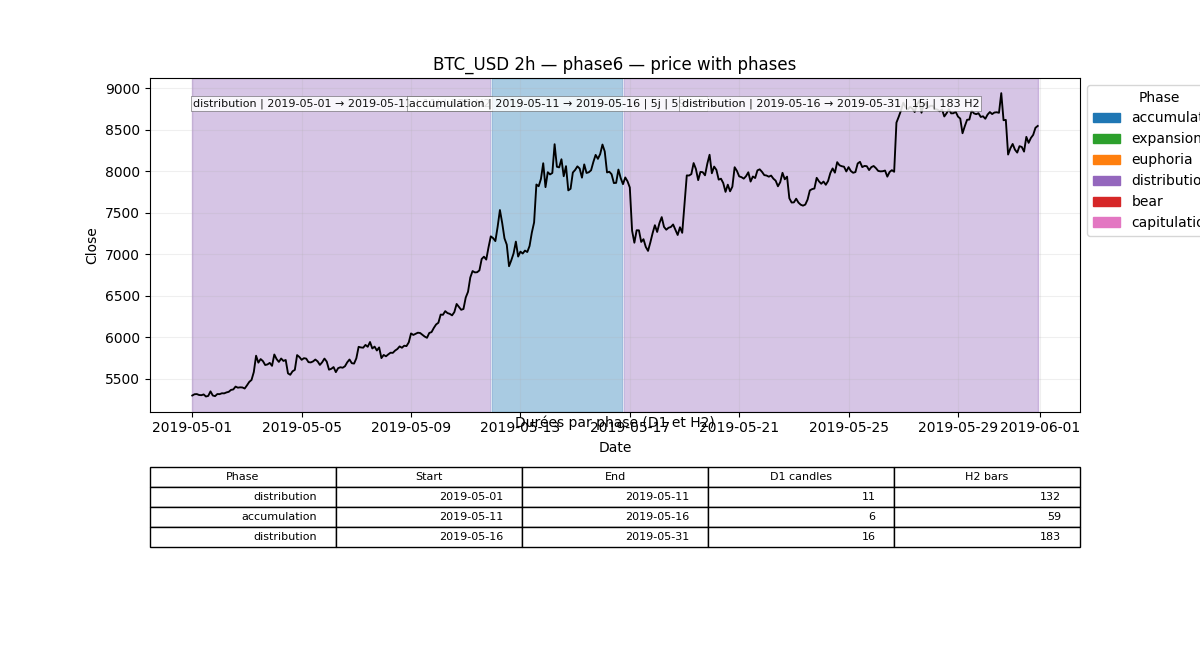 BTC_USD 2h — phase6 — price with phases
9000
8500
8000
7500
7000
6500
6000
5500
Close
distribution | 2019-05-01 → 2019-05-11
accumulation | 2019-05-11 → 2019-05-16 | 5j | 5
distribution | 2019-05-16 → 2019-05-31 | 15j | 183 H2
Phase
accumulat
expansion
euphoria
distributio
bear
capitulatio
2019-05-01 2019-05-05 2019-05-09 2019-05-13 2019-05-17 2019-05-21 2019-05-25 2019-05-29 2019-06-01
Durées par phase (D1 et H2)
Date
Phase Start End D1 candles H2 bars
distribution 2019-05-01 2019-05-11 11 132
accumulation 2019-05-11 2019-05-16 6 59
distribution 2019-05-16 2019-05-31 16 183